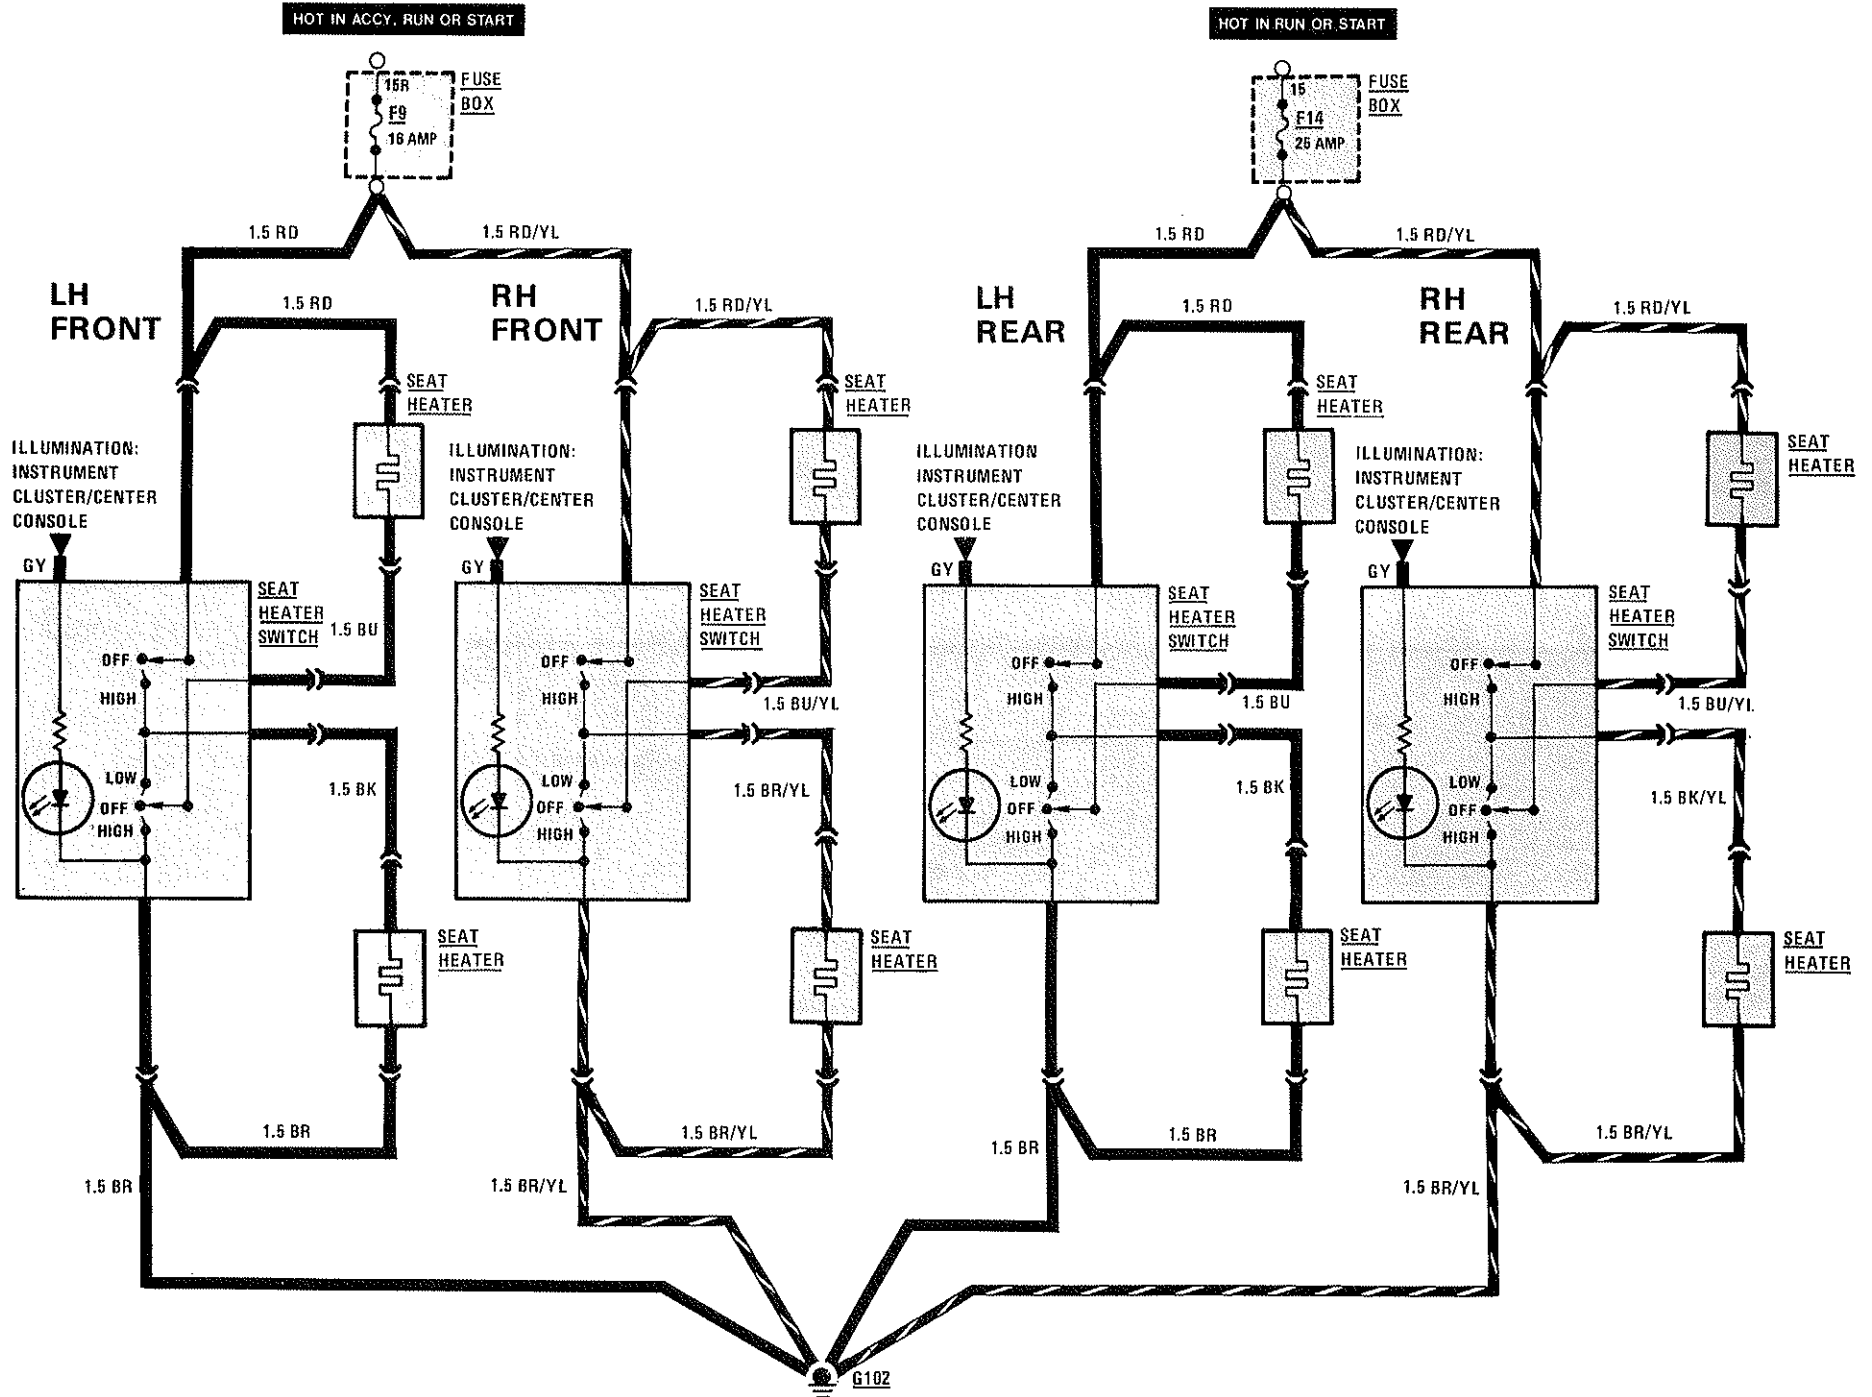 HOT IN ACCY, RUN OR START
HOT IN RUN OR START
15R
F9
16 AMP
FUSE
BOX
15
F14
25 AMP
FUSE
BOX
1.5 RD
1.5 RD/YL
1.5 RD
1.5 RD/YL
LH
FRONT
1.5 RD
RH
FRONT
1.5 RD/YL
LH
REAR
1.5 RD
RH
REAR
1.5 RD/YL
SEAT
HEATER
SEAT
HEATER
SEAT
HEATER
SEAT
HEATER
ILLUMINATION:
INSTRUMENT
CLUSTER/CENTER
CONSOLE
ILLUMINATION:
INSTRUMENT
CLUSTER/CENTER
CONSOLE
ILLUMINATION
INSTRUMENT
CLUSTER/CENTER
CONSOLE
ILLUMINATION:
INSTRUMENT
CLUSTER/CENTER
CONSOLE
GY
GY
GY
GY
SEAT
HEATER
SWITCH
1.5 BU
SEAT
HEATER
SWITCH
SEAT
HEATER
SWITCH
SEAT
HEATER
SWITCH
OFF
HIGH
LOW
OFF
HIGH
1.5 BK
OFF
HIGH
LOW
OFF
HIGH
1.5 BU/YL
1.5 BR/YL
OFF
HIGH
LOW
OFF
HIGH
1.5 BU
1.5 BK
OFF
HIGH
LOW
OFF
HIGH
1.5 BU/YL
1.5 BK/YL
SEAT
HEATER
SEAT
HEATER
SEAT
HEATER
SEAT
HEATER
1.5 BR
1.5 BR/YL
1.5 BR
1.5 BR
1.5 BR/YL
1.5 BR
1.5 BR/YL
1.5 BR/YL
G102